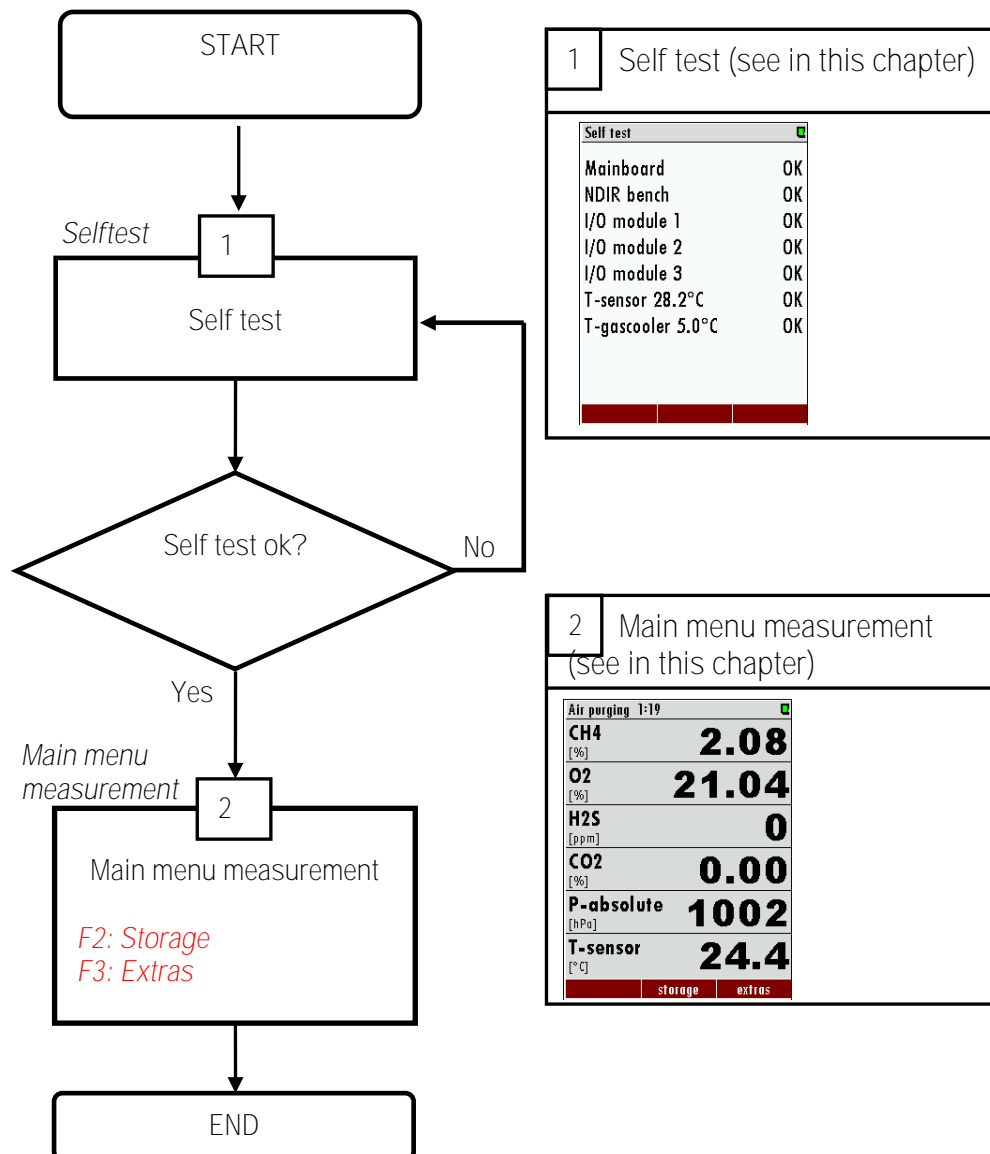 START
Selftest
1
Self test
Self test ok?
No
Yes
Main menu
measurement
2
Main menu measurement
F2: Storage
F3: Extras
END
1 Self test (see in this chapter)
Self test
Mainboard OK
NDIR bench OK
I/O module 1 OK
I/O module 2 OK
I/O module 3 OK
T-sensor 28.2°C OK
T-gascooler 5.0°C OK
2 Main menu measurement
(see in this chapter)
Air purging 1:19
CH4 2.08
[%]
O2 21.04
[%]
H2S 0
[ppm]
CO2 0.00
[%]
P-absolute 1002
[hPa]
T-sensor 24.4
[°C]
storage extras